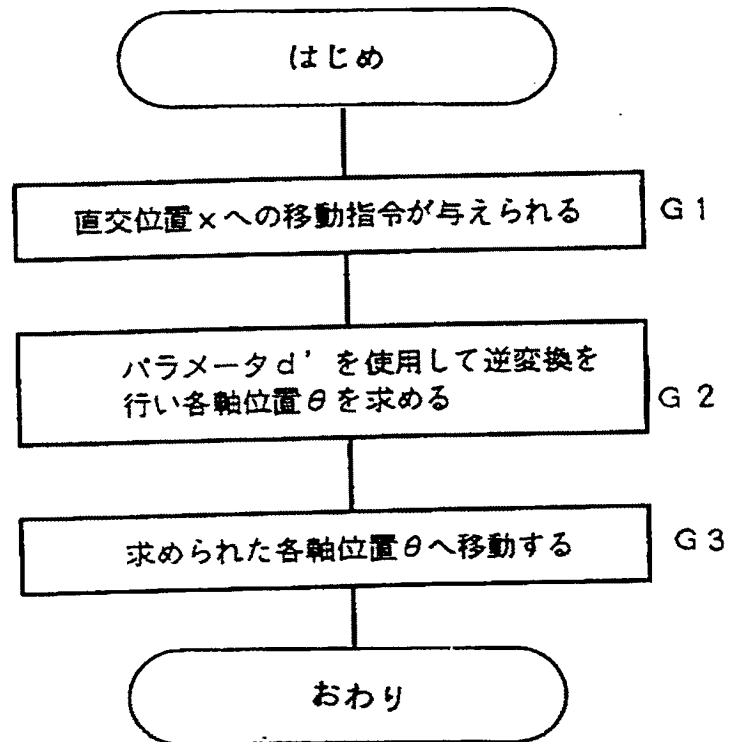 はじめ
直交位置xへの移動指令が与えられる
G1
パラメータd'を使用して逆変換を
行い各軸位置θを求める
G2
求められた各軸位置θへ移動する
G3
おわり